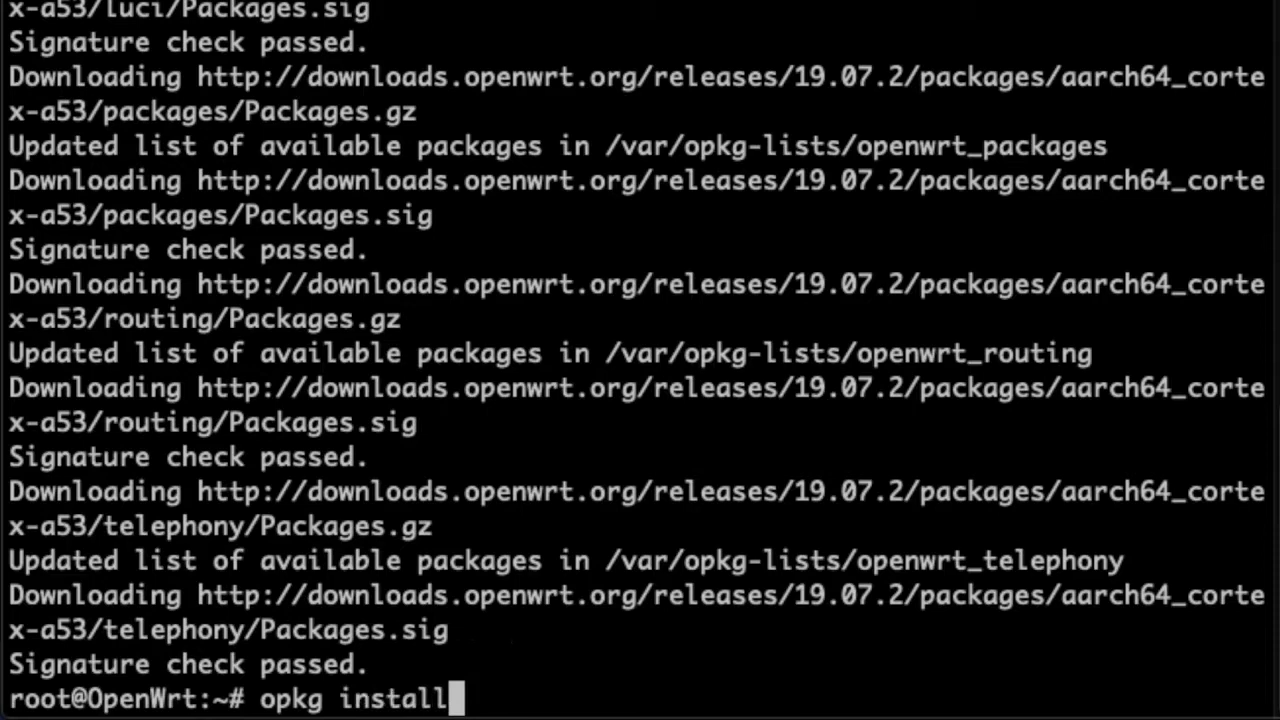 x-a53/luci/Packages.sig
Signature check passed.
Downloading http://downloads.openwrt.org/releases/19.07.2/packages/aarch64_corte
x-a53/packages/Packages.gz
Updated list of available packages in /var/opkg-lists/openwrt_packages
Downloading http://downloads.openwrt.org/releases/19.07.2/packages/aarch64_corte
x-a53/packages/Packages.sig
Signature check passed.
Downloading http://downloads.openwrt.org/releases/19.07.2/packages/aarch64_corte
x-a53/routing/Packages.gz
Updated list of available packages in /var/opkg-lists/openwrt_routing
Downloading http://downloads.openwrt.org/releases/19.07.2/packages/aarch64_corte
x-a53/routing/Packages.sig
Signature check passed.
Downloading http://downloads.openwrt.org/releases/19.07.2/packages/aarch64_corte
x-a53/telephony/Packages.gz
Updated list of available packages in /var/opkg-lists/openwrt_telephony
Downloading http://downloads.openwrt.org/releases/19.07.2/packages/aarch64_corte
x-a53/telephony/Packages.sig
Signature check passed.
root@OpenWrt:~# opkg install